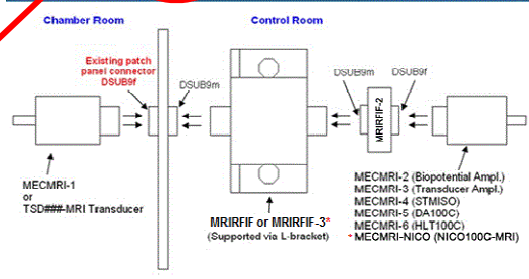 Chamber Room
Control Room
Existing patch
panel connector
DSUB9f
DSUB9m
DSUB9m
DSUB9f
MRIRFIF-2
MECMRI-1
or
TSD###-MRI Transducer
MRIRFIF or MRIRFIF-3*
(Supported via L-bracket)
MECMRI-2 (Biopotential Ampl.)
MECMRI-3 (Transducer Ampl.)
MECMRI-4 (STMISO)
MECMRI-5 (DA100C)
MECMRI-6 (HLT100C)
* MECMRI-NICO (NICO100C-MRI)